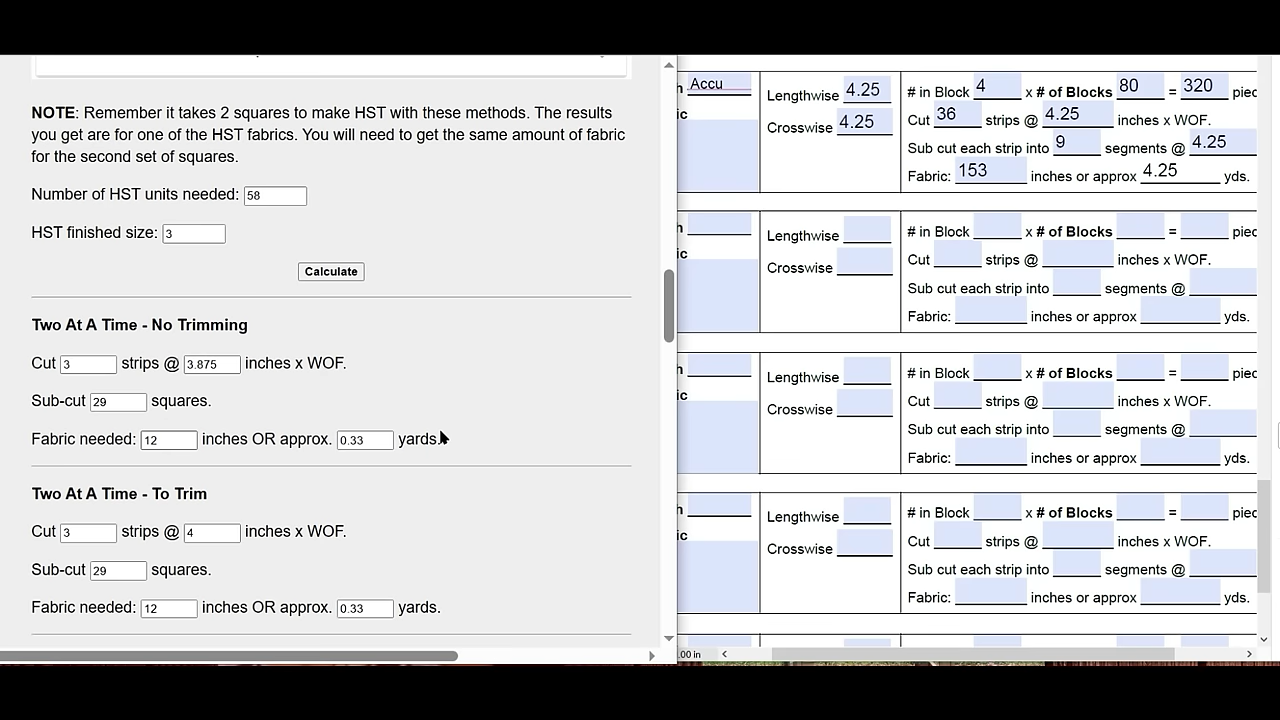 NOTE: Remember it takes 2 squares to make HST with these methods. The results
you get are for one of the HST fabrics. You will need to get the same amount of fabric
for the second set of squares.
Number of HST units needed: 58
HST finished size: 3
Calculate
Two At A Time - No Trimming
Cut 3 strips @ 3.875 inches x WOF.
Sub-cut 29 squares.
Fabric needed: 12 inches OR approx. 0.33 yards.
Two At A Time - To Trim
Cut 3 strips @ 4 inches x WOF.
Sub-cut 29 squares.
Fabric needed: 12 inches OR approx. 0.33 yards.
n Accu
ic
Lengthwise 4.25
Crosswise 4.25
# in Block 4 x # of Blocks 80 = 320 piec
Cut 36 strips @ 4.25 inches x WOF.
Sub cut each strip into 9 segments @ 4.25
Fabric: 153 inches or approx 4.25 yds.
n
ic
Lengthwise
Crosswise
# in Block x # of Blocks = piec
Cut strips @ inches x WOF.
Sub cut each strip into segments @
Fabric: inches or approx yds.
n
ic
Lengthwise
Crosswise
# in Block x # of Blocks = piec
Cut strips @ inches x WOF.
Sub cut each strip into segments @
Fabric: inches or approx yds.
n
ic
Lengthwise
Crosswise
# in Block x # of Blocks = piec
Cut strips @ inches x WOF.
Sub cut each strip into segments @
Fabric: inches or approx yds.
.00 in